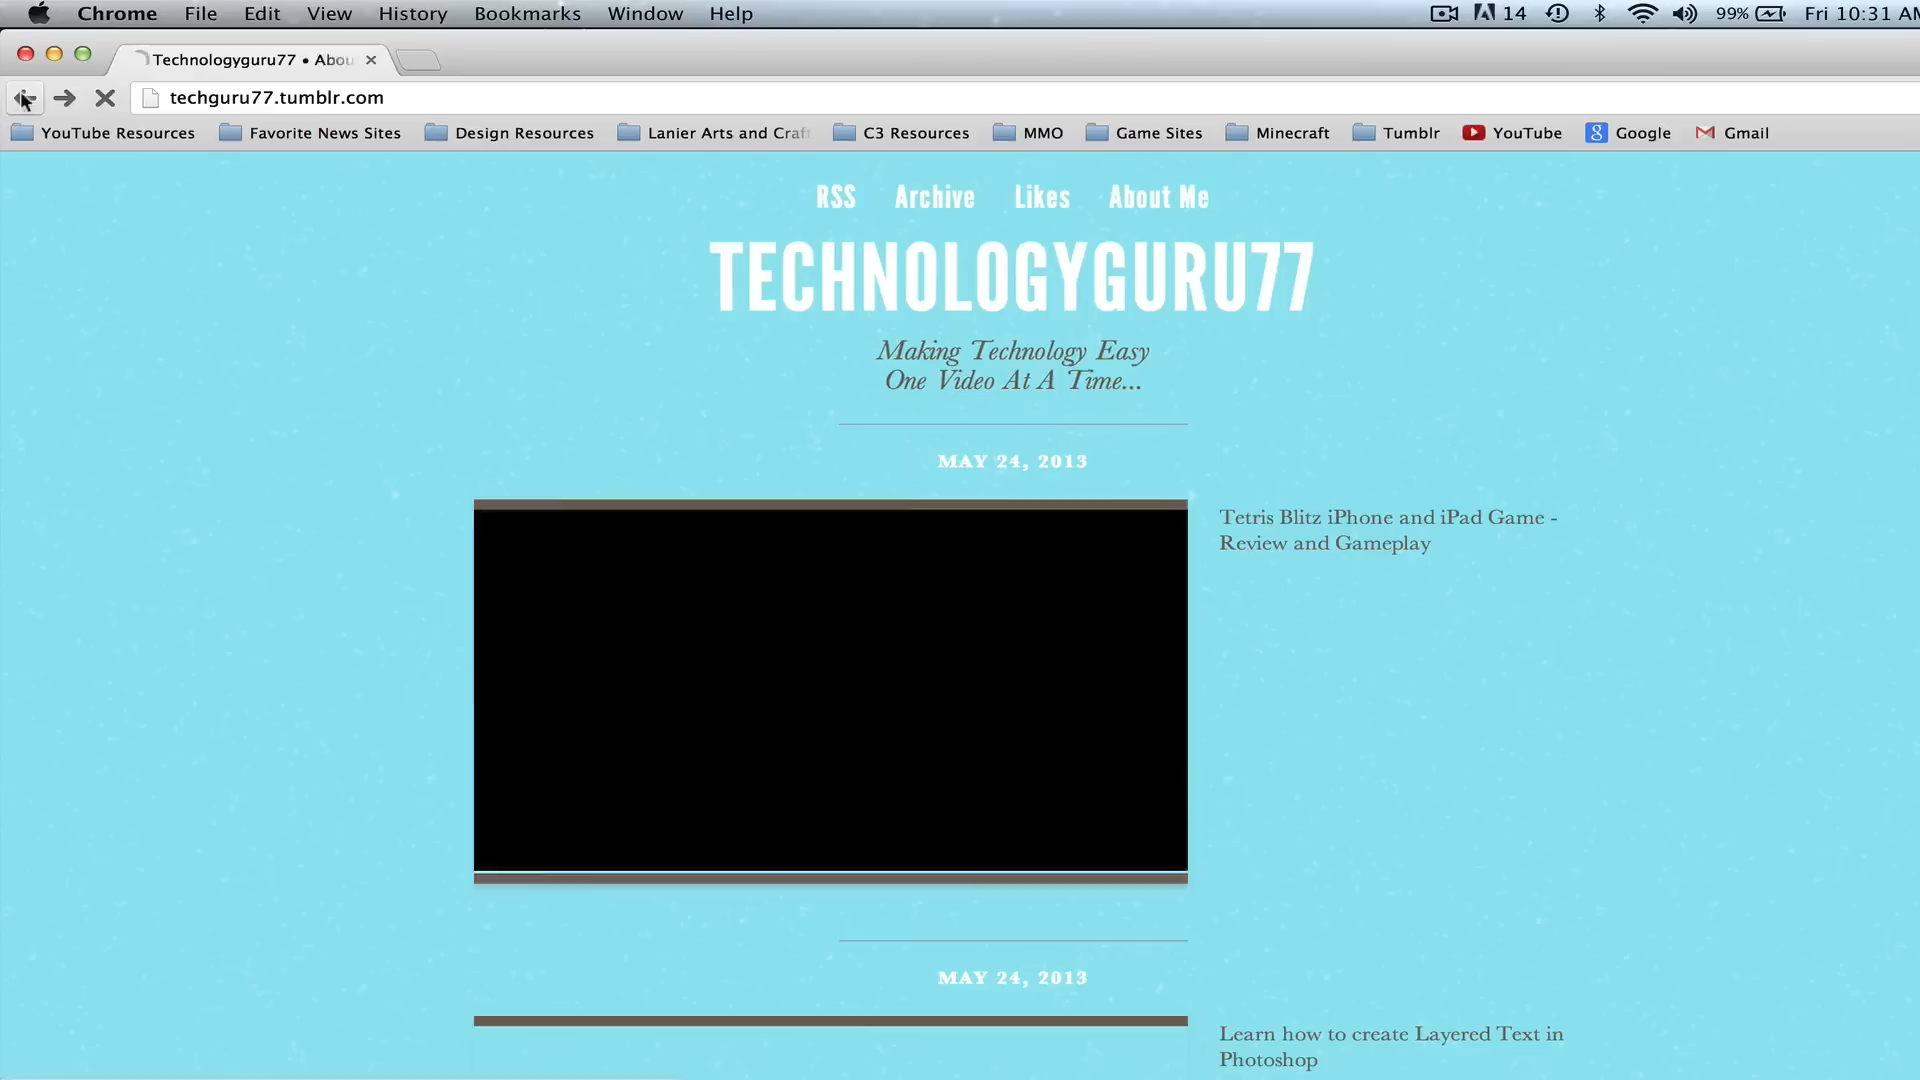 Chrome File Edit View History Bookmarks Window Help 14 99% Fri 10:31 AM
Technologyguru77 • Abou
techguru77.tumblr.com
YouTube Resources Favorite News Sites Design Resources Lanier Arts and Craf C3 Resources MMO Game Sites Minecraft Tumblr YouTube Google Gmail
RSS Archive Likes About Me
TECHNOLOGYGURU77
Making Technology Easy
One Video At A Time...
MAY 24, 2013
Tetris Blitz iPhone and iPad Game -
Review and Gameplay
MAY 24, 2013
Learn how to create Layered Text in
Photoshop